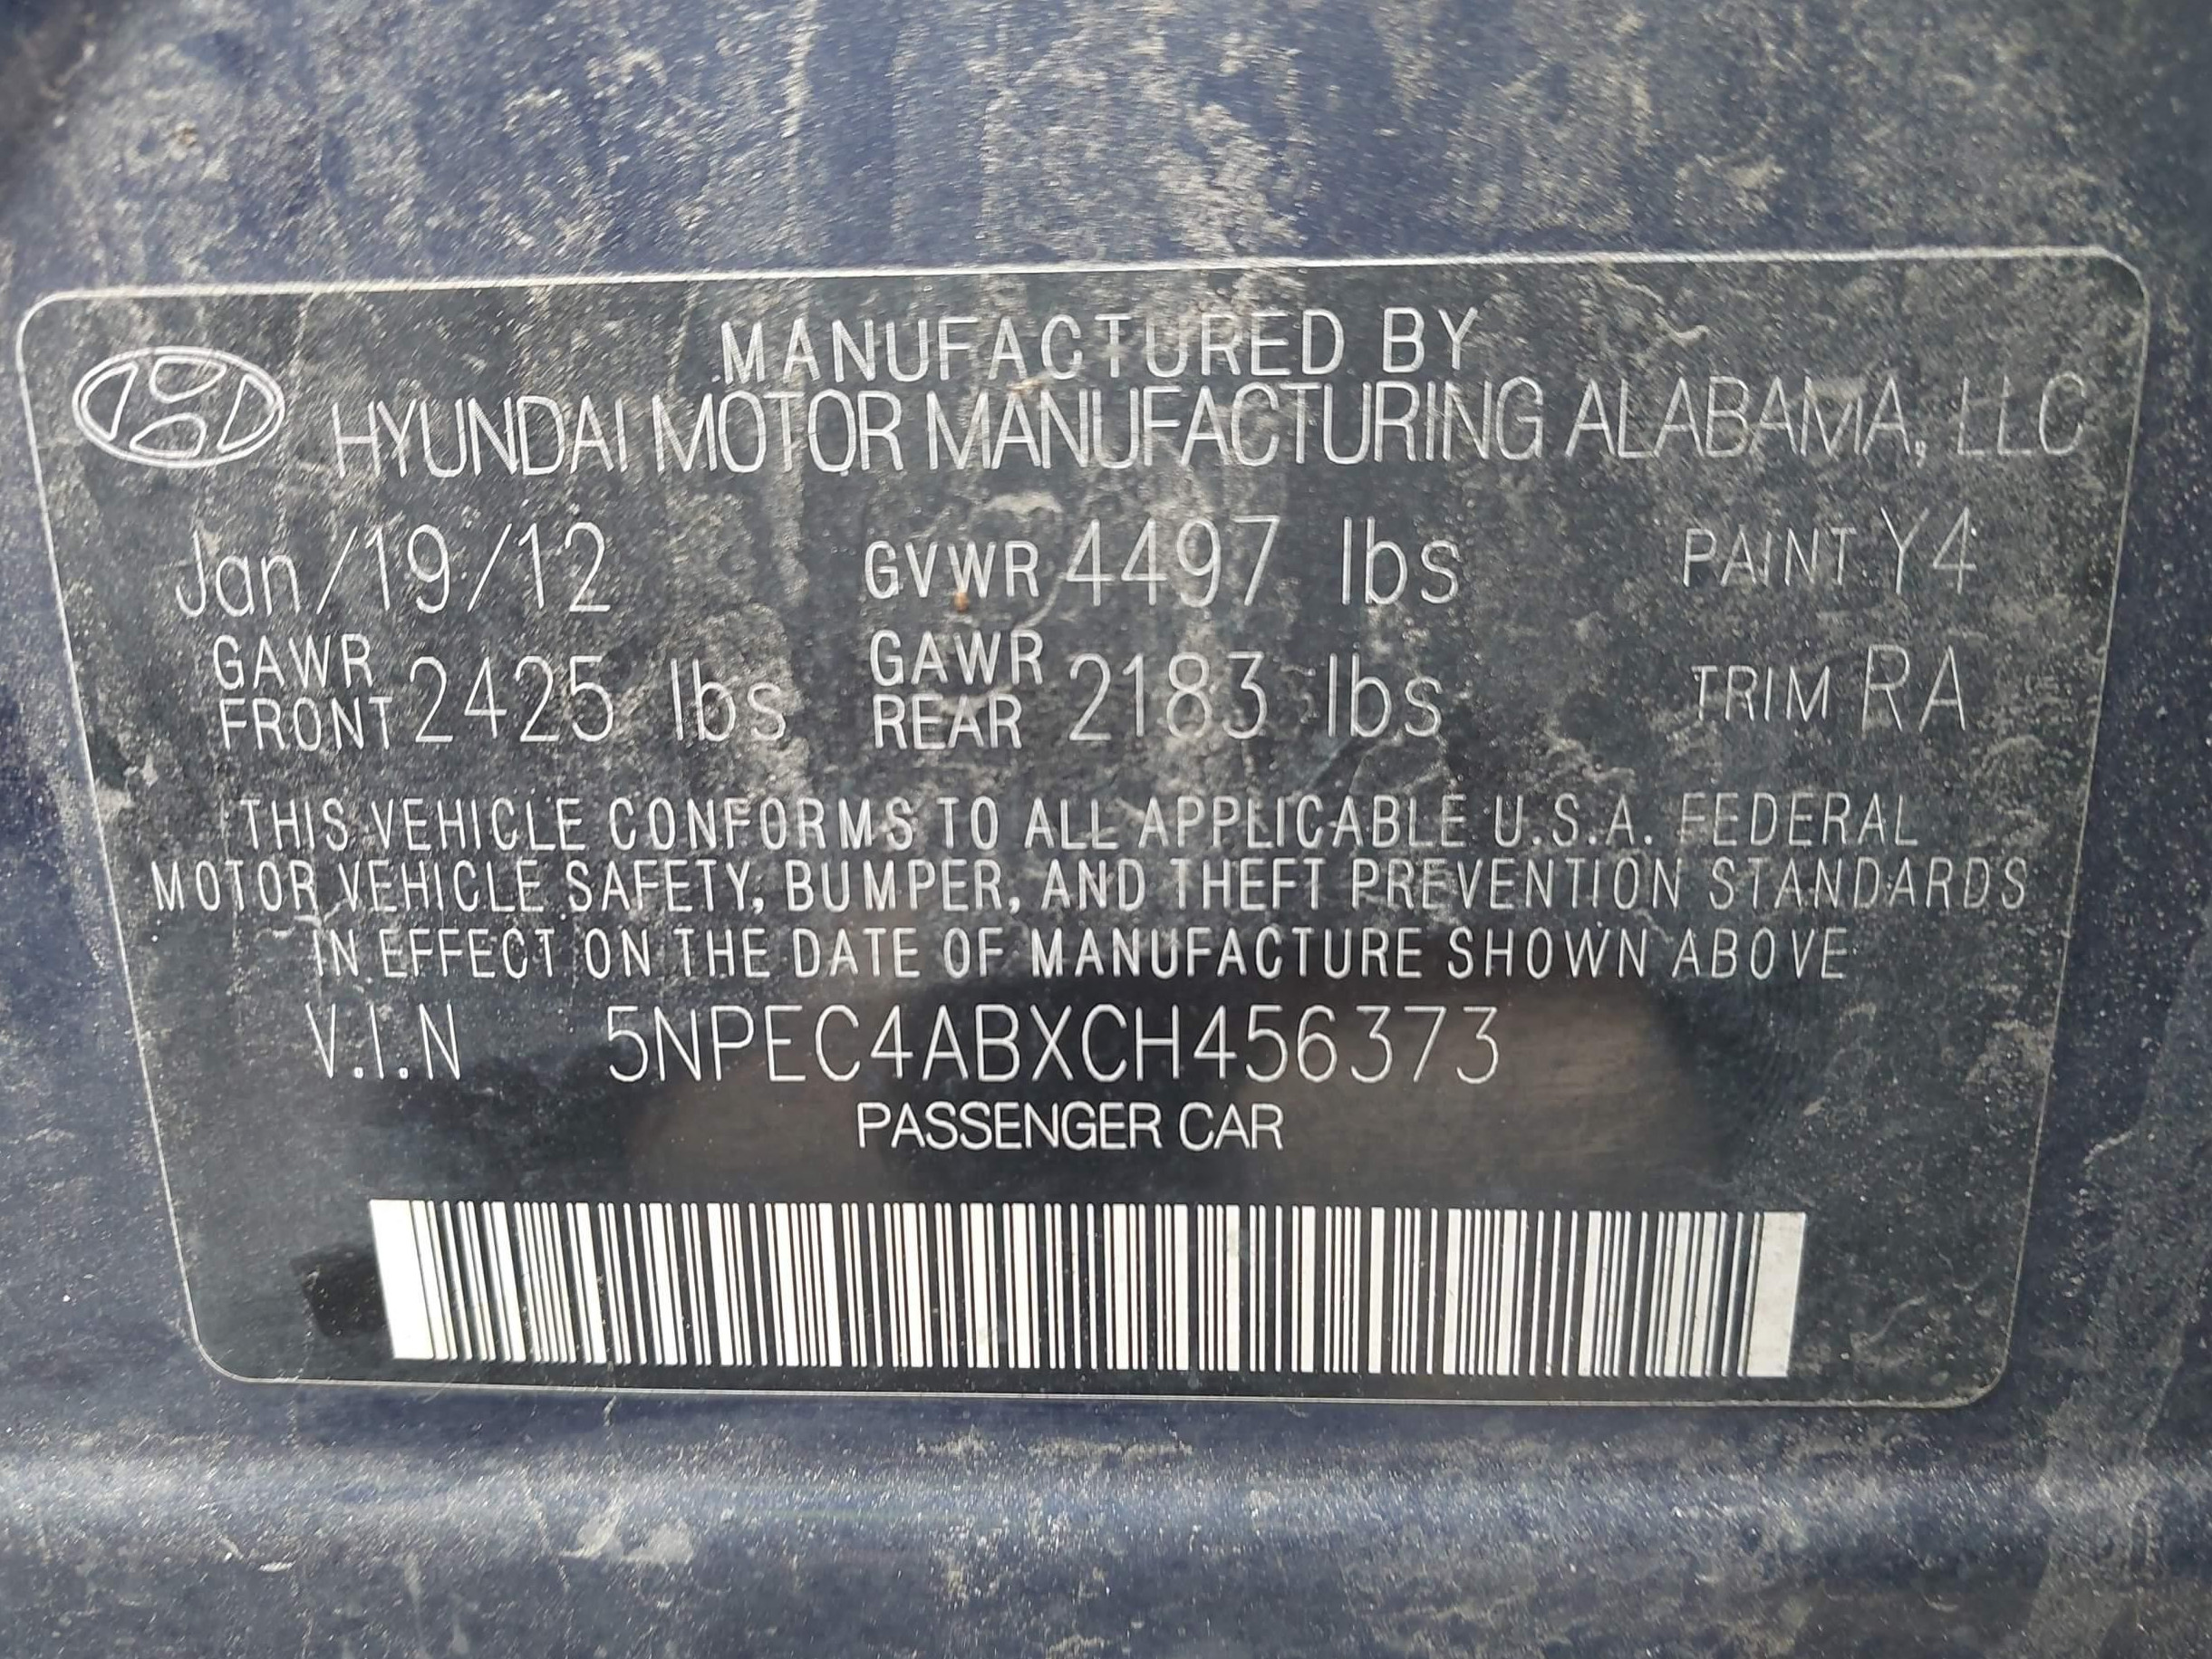 MANUFACTURED BY
HYUNDAI MOTOR MANUFACTURING ALABAMA, LLC
Jan/19/12 GVWR 4497 lbs PAINT Y4
GAWR FRONT 2425 lbs GAWR REAR 2183 lbs TRIM RA
THIS VEHICLE CONFORMS TO ALL APPLICABLE U.S.A. FEDERAL
MOTOR VEHICLE SAFETY, BUMPER, AND THEFT PREVENTION STANDARDS
IN EFFECT ON THE DATE OF MANUFACTURE SHOWN ABOVE
V.I.N 5NPEC4ABXCH456373
PASSENGER CAR